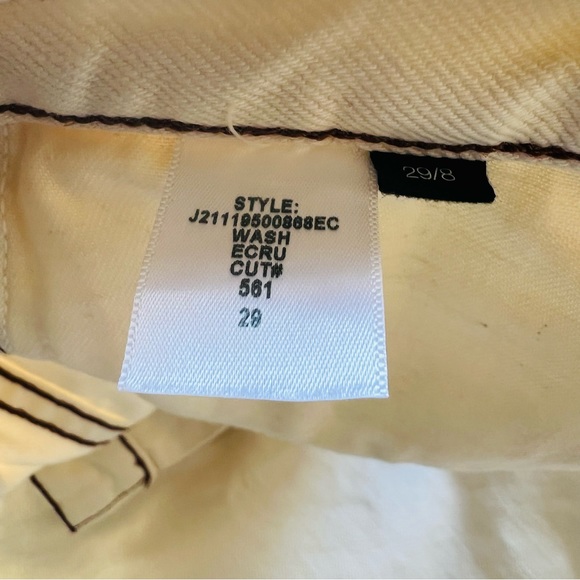 STYLE:
J21119500868EC
WASH
ECRU
CUT#
561
29
29/8